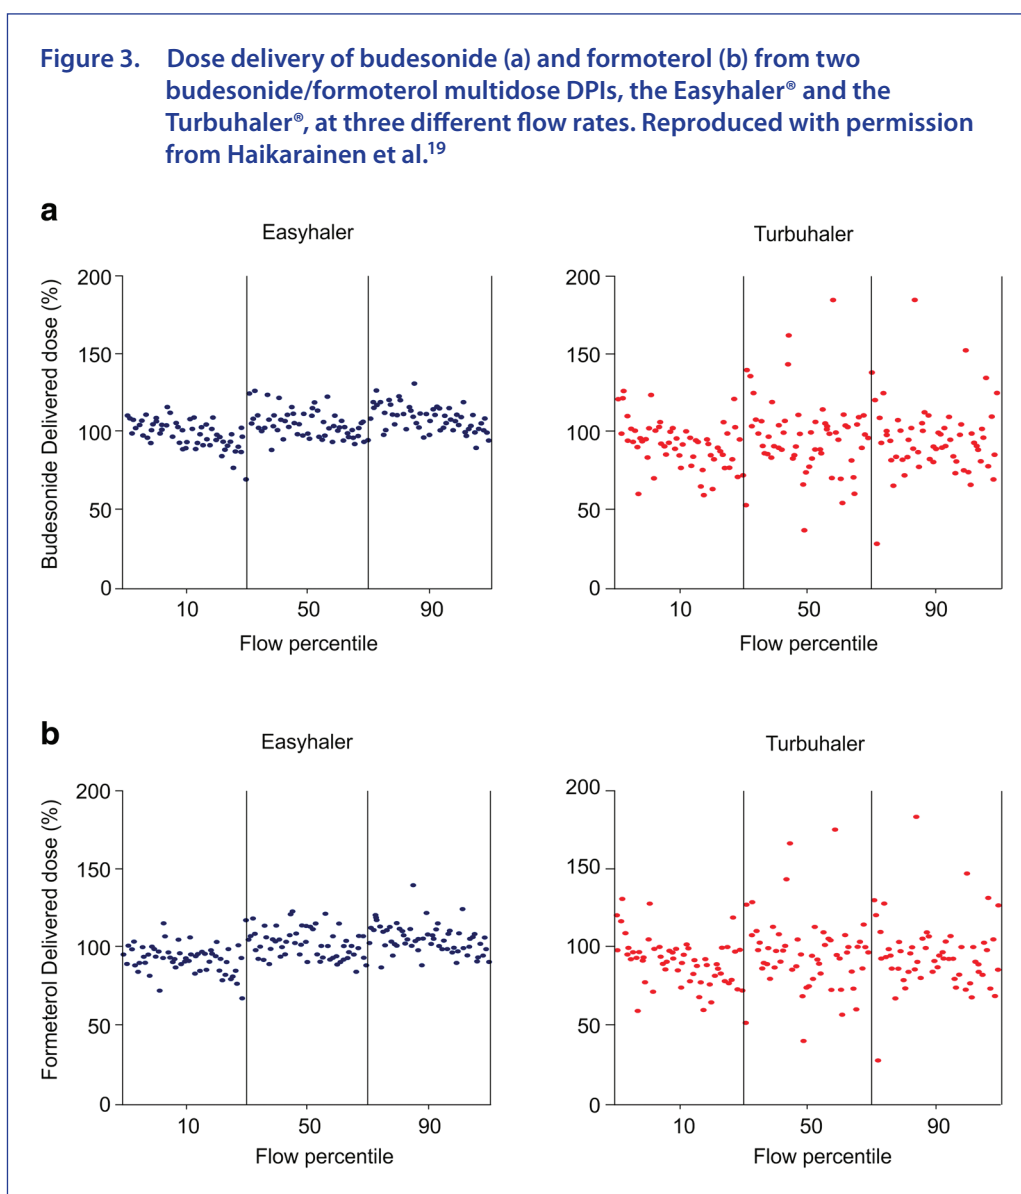 Figure 3. Dose delivery of budesonide (a) and formoterol (b) from two
budesonide/formoterol multidose DPIs, the Easyhaler® and the
Turbuhaler®, at three different flow rates. Reproduced with permission
from Haikarainen et al.19
a
Easyhaler
Turbuhaler
Budesonide Delivered dose (%)
200
150
100
50
0
10
50
90
Flow percentile
200
150
100
50
0
10
50
90
Flow percentile
b
Easyhaler
Turbuhaler
Formeterol Delivered dose (%)
200
150
100
50
0
10
50
90
Flow percentile
200
150
100
50
0
10
50
90
Flow percentile